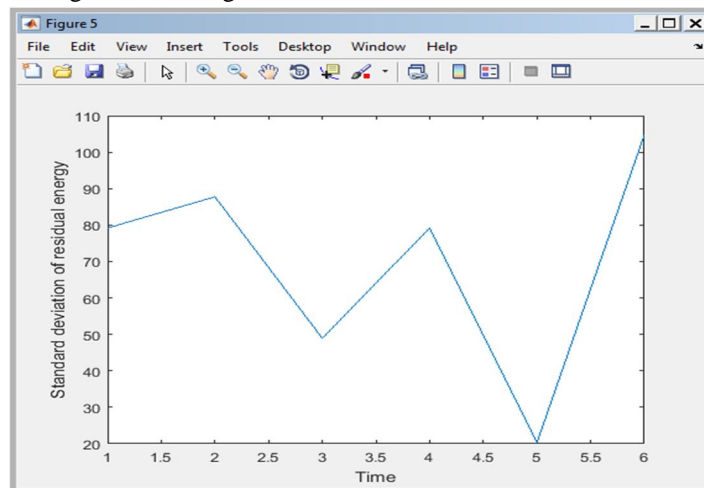 Figure 5
File Edit View Insert Tools Desktop Window Help
110
100
90
80
70
60
50
40
30
20
Standard deviation of residual energy
1 1.5 2 2.5 3 3.5 4 4.5 5 5.5 6
Time